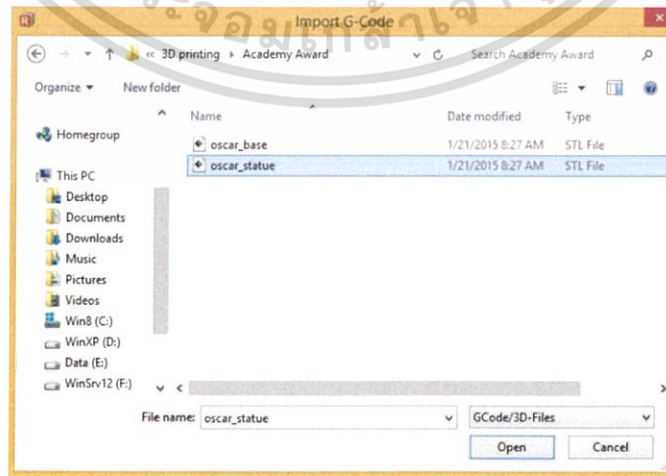 Import G-Code
« 3D printing ▸ Academy Award
Search Academy Award
Organize
New folder
Name
Date modified
Type
Homegroup
oscar_base
1/21/2015 8:27 AM
STL File
This PC
oscar_statue
1/21/2015 8:27 AM
STL File
Desktop
Documents
Downloads
Music
Pictures
Videos
Win8 (C:)
WinXP (D:)
Data (E:)
WinSrv12 (F:)
File name:
oscar_statue
GCode/3D-Files
Open
Cancel